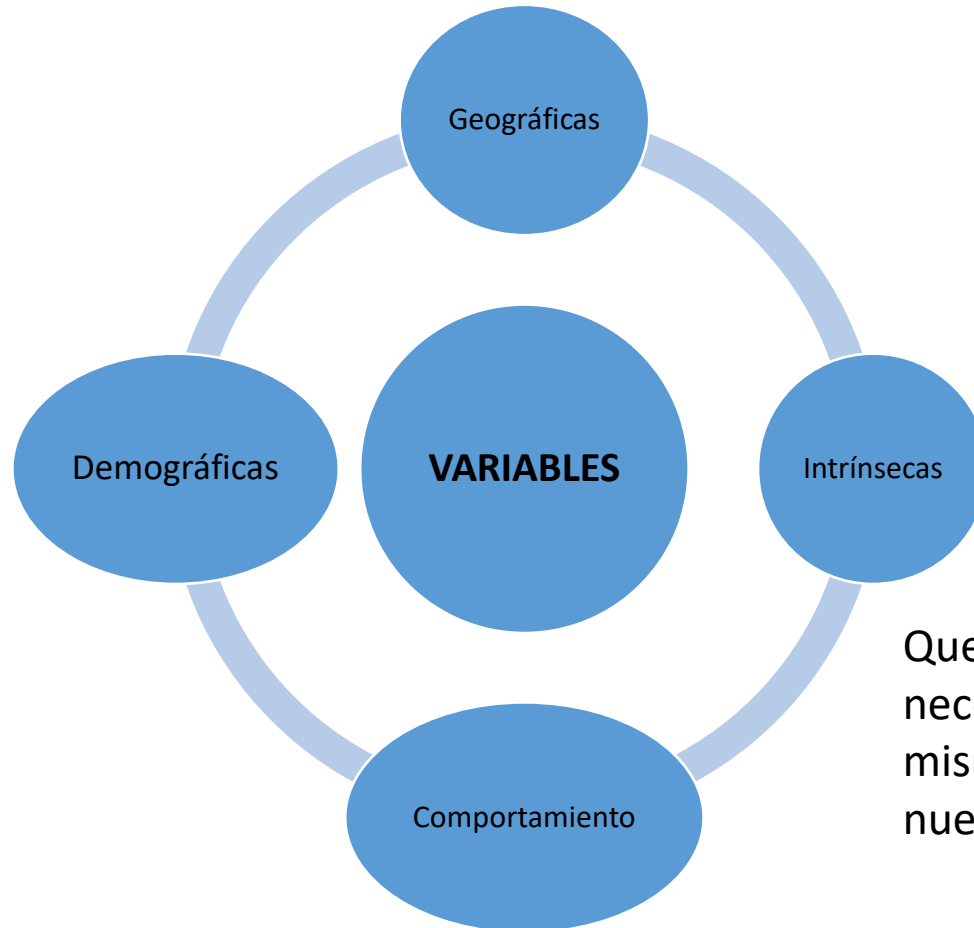 Geográficas
Demográficas
VARIABLES
Intrínsecas
Que
nec
mis
nue
Comportamiento